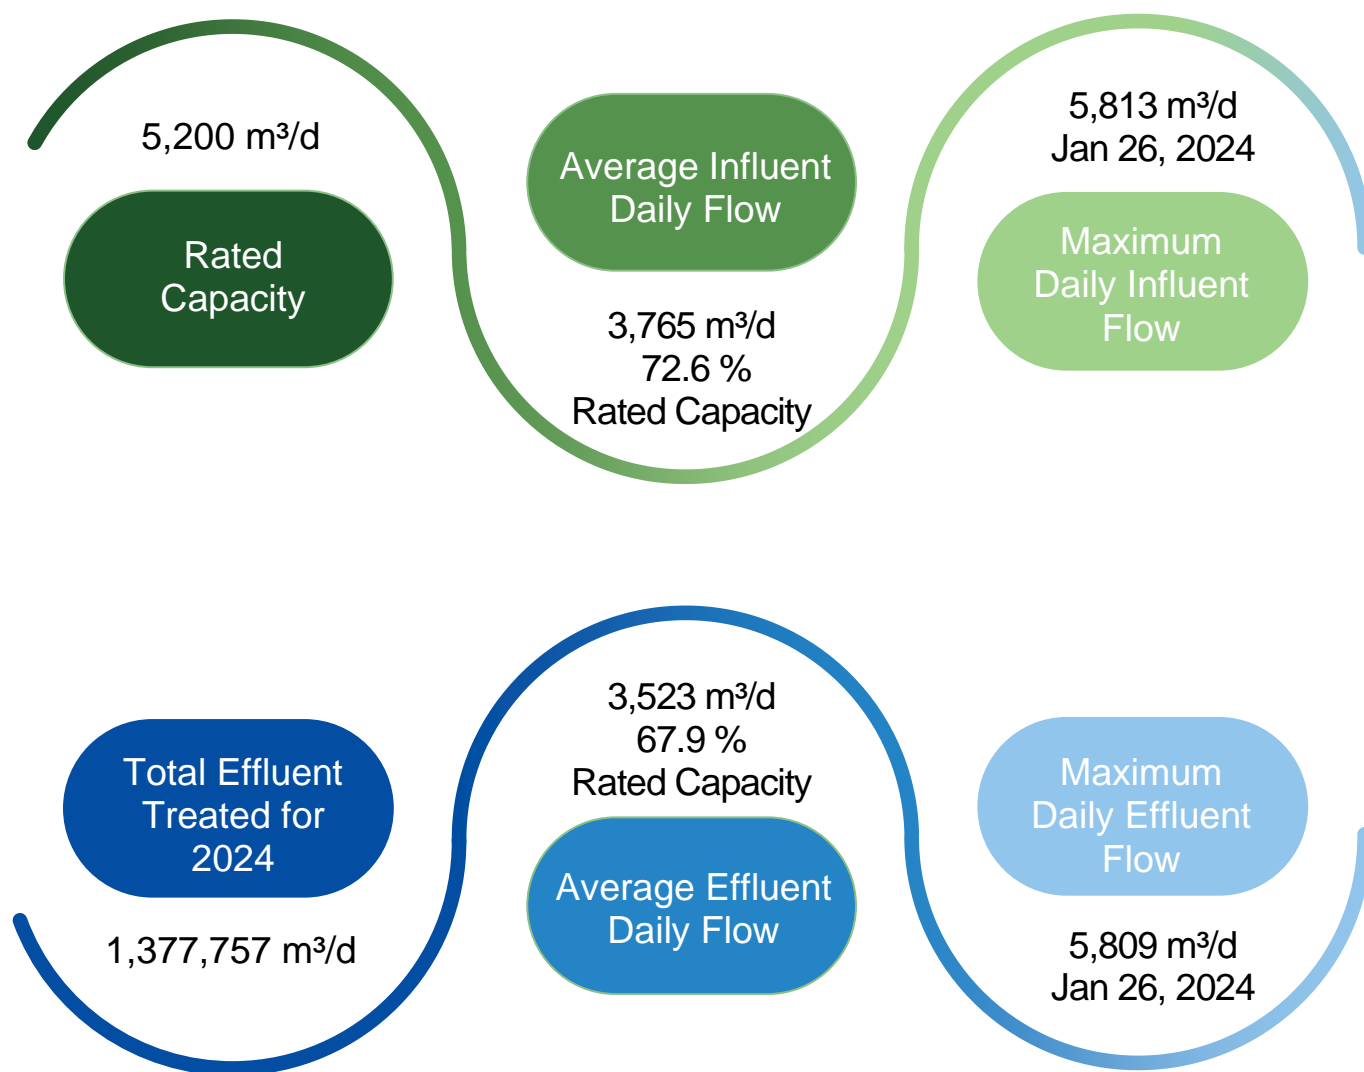 5,200 m³/d
Rated
Capacity
Average Influent
Daily Flow
3,765 m³/d
72.6 %
Rated Capacity
5,813 m³/d
Jan 26, 2024
Maximum
Daily Influent
Flow
Total Effluent
Treated for
2024
1,377,757 m³/d
3,523 m³/d
67.9 %
Rated Capacity
Average Effluent
Daily Flow
Maximum
Daily Effluent
Flow
5,809 m³/d
Jan 26, 2024